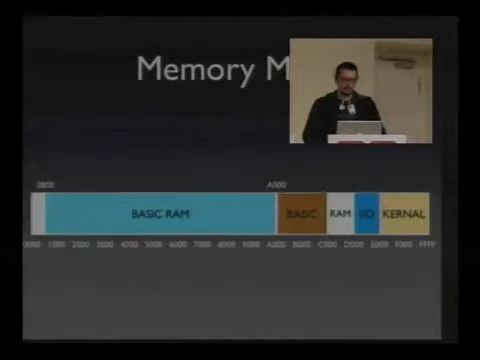 Memory M
0800 A000
BASIC RAM BASIC RAM I/O KERNAL
0000 1000 2000 3000 4000 5000 6000 7000 8000 9000 A000 B000 C000 D000 E000 F000 FFFF